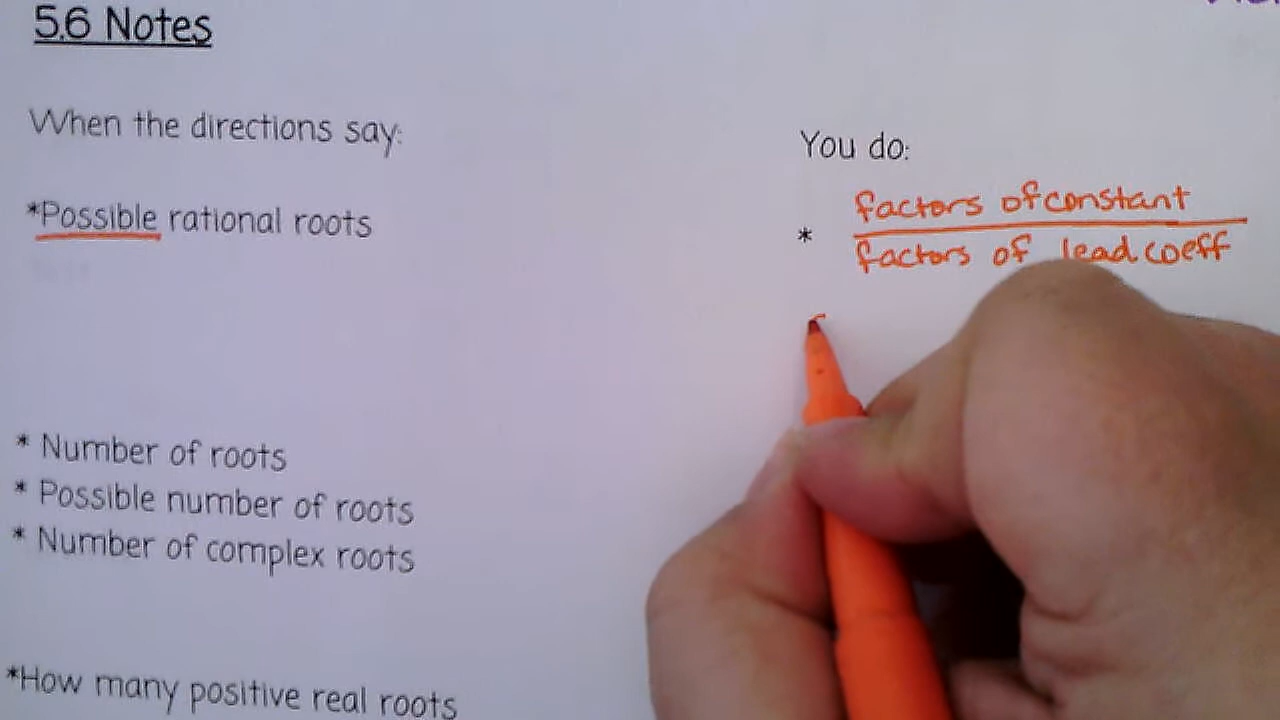 5.6 Notes
When the directions say:
You do:
*Possible rational roots
* factors of constant
factors of lead coeff
* Number of roots
* Possible number of roots
* Number of complex roots
*How many positive real roots